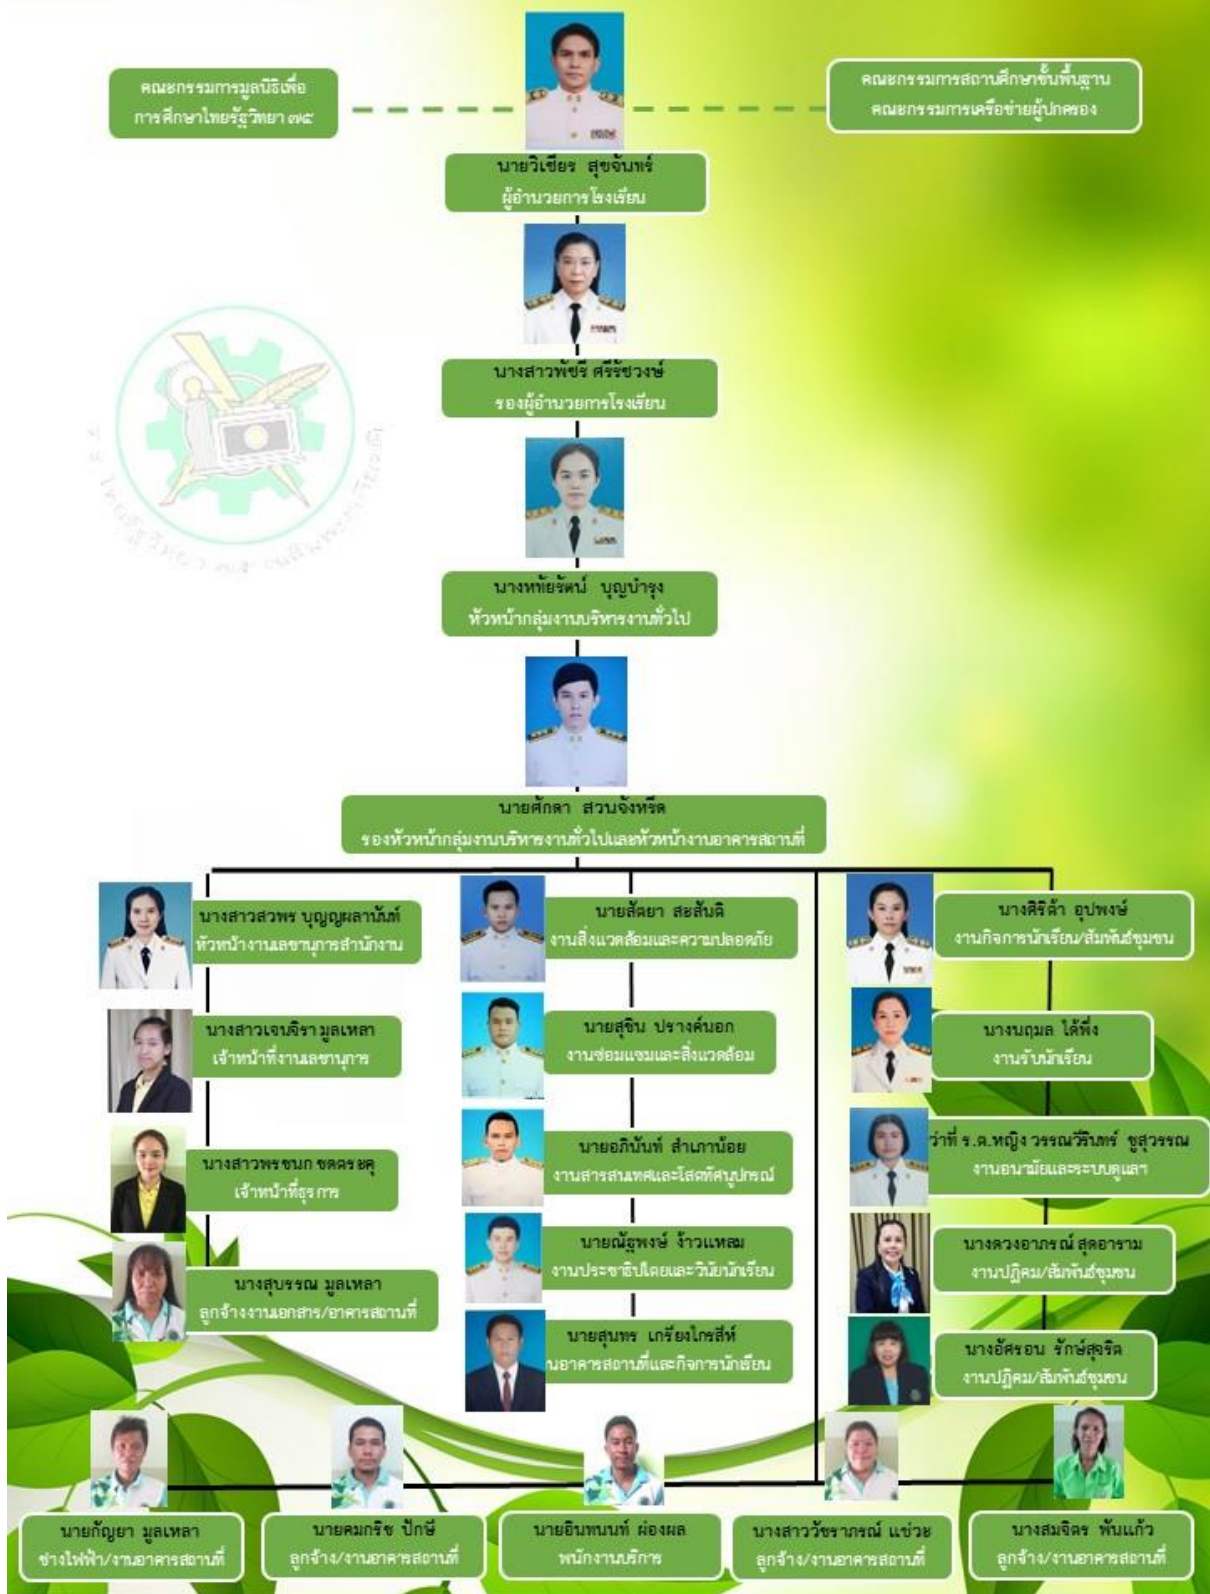 คณะกรรมการมูลนิธิเพื่อ
การศึกษาไทยรัฐวิทยา ๗๕
คณะกรรมการสถานศึกษาขั้นพื้นฐาน
คณะกรรมการเครือข่ายผู้ปกครอง
นายวิเชียร สุขจันทร์
ผู้อำนวยการโรงเรียน
นางสาวพัชรี ศรีรัชวงษ์
รองผู้อำนวยการโรงเรียน
นางหทัยรัตน์ บุญบำรุง
หัวหน้ากลุ่มงานบริหารงานทั่วไป
นายศักดา สวนจังหรีด
รองหัวหน้ากลุ่มงานบริหารงานทั่วไปและหัวหน้างานอาคารสถานที่
นางสาวสวพร บุญญผลานันท์
หัวหน้างานเลขานุการสำนักงาน
นางสาวเจนจิรา มูลเหลา
เจ้าหน้าที่งานเลขานุการ
นางสาวพรชนก ชดตระคุ
เจ้าหน้าที่ธุรการ
นางสุบรรณ มูลเหลา
ลูกจ้างงานเอกสาร/อาคารสถานที่
นายสัตยา สะสันติ
งานสิ่งแวดล้อมและความปลอดภัย
นายสุชิน ปรางค์นอก
งานซ่อมแซมและสิ่งแวดล้อม
นายอภินันท์ สำเภาน้อย
งานสารสนเทศและโสตทัศนูปกรณ์
นายณัฐพงษ์ ง้าวแหลม
งานประชาธิปไตยและวินัยนักเรียน
นายสุนทร เกรียงไกรสีห์
นอาคารสถานที่และกิจการนักเรียน
นางศิริต้า อุปพงษ์
งานกิจการนักเรียน/สัมพันธ์ชุมชน
นางนฤมล ได้พึ่ง
งานรับนักเรียน
ว่าที่ ร.ต.หญิง วรรณวรินทร์ ชูสุวรรณ
งานอนามัยและระบบดูแลฯ
นางดวงอาภรณ์ สุดอาราม
งานปฏิคม/สัมพันธ์ชุมชน
นางอัศรอน รักษ์สุจริต
งานปฏิคม/สัมพันธ์ชุมชน
นายกัญยา มูลเหลา
ช่างไฟฟ้า/งานอาคารสถานที่
นายคมกริช ปักษี
ลูกจ้าง/งานอาคารสถานที่
นายอินทนนท์ ผ่องผล
พนักงานบริการ
นางสาววัชราภรณ์ แซ่วะ
ลูกจ้าง/งานอาคารสถานที่
นางสมจิตร พันแก้ว
ลูกจ้าง/งานอาคารสถานที่